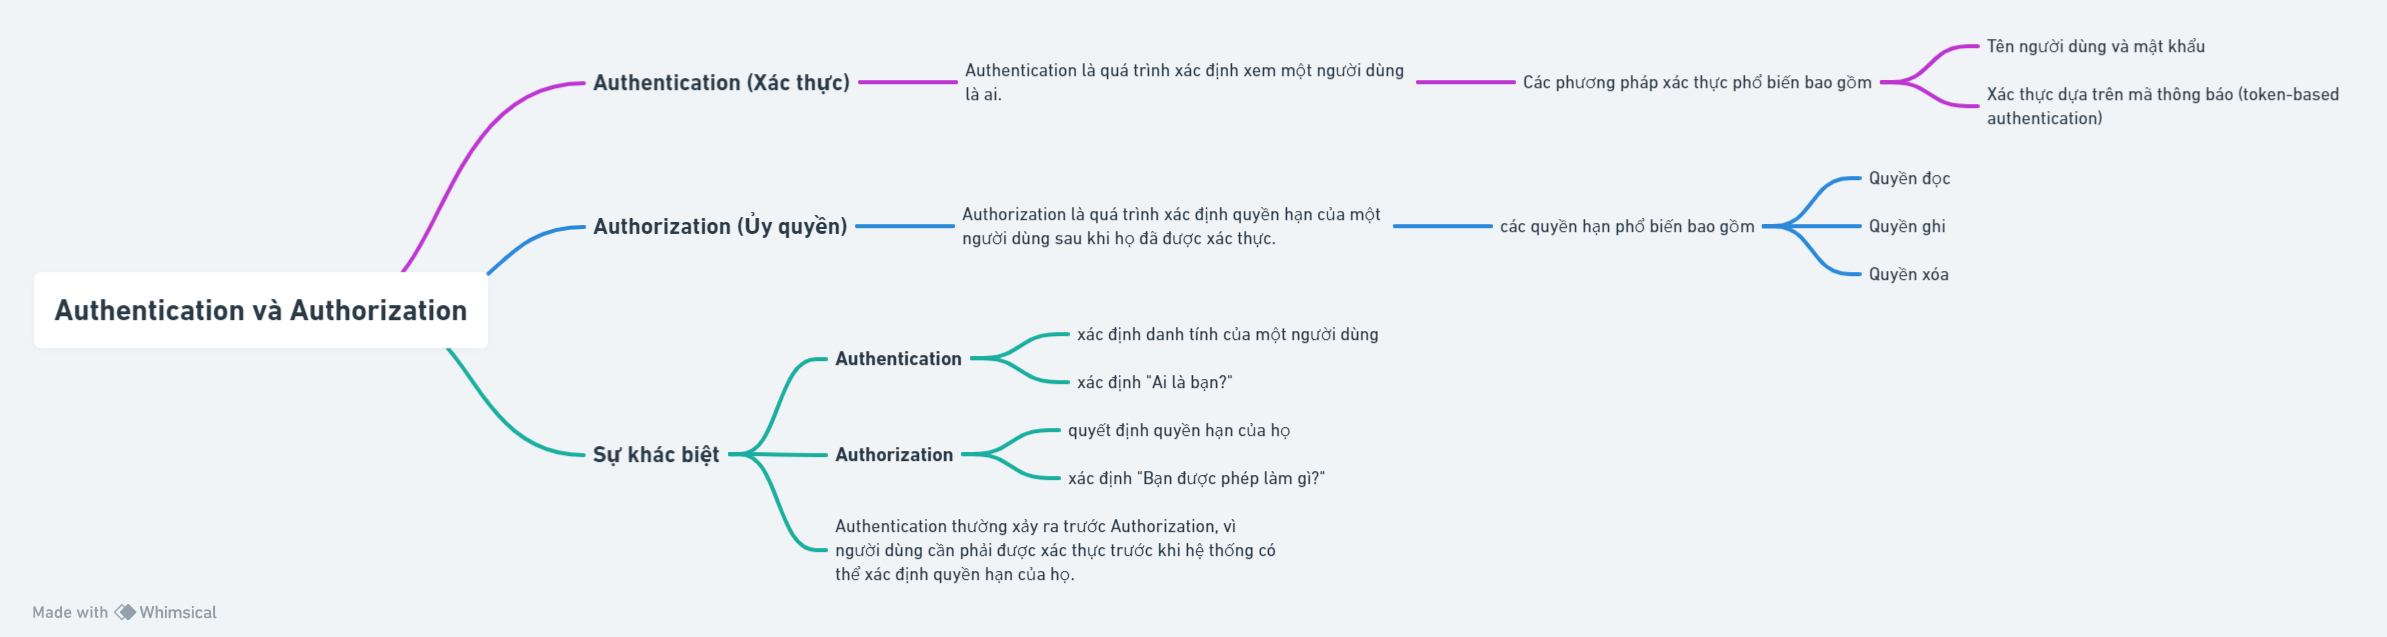 Authentication và Authorization
Authentication (Xác thực)
Authentication là quá trình xác định xem một người dùng
là ai.
Các phương pháp xác thực phổ biến bao gồm
Tên người dùng và mật khẩu
Xác thực dựa trên mã thông báo (token-based
authentication)
Authorization (Ủy quyền)
Authorization là quá trình xác định quyền hạn của một
người dùng sau khi họ đã được xác thực.
các quyền hạn phổ biến bao gồm
Quyền đọc
Quyền ghi
Quyền xóa
Sự khác biệt
Authentication
xác định danh tính của một người dùng
xác định "Ai là bạn?"
Authorization
quyết định quyền hạn của họ
xác định "Bạn được phép làm gì?"
Authentication thường xảy ra trước Authorization, vì
người dùng cần phải được xác thực trước khi hệ thống có
thể xác định quyền hạn của họ.
Made with Whimsical